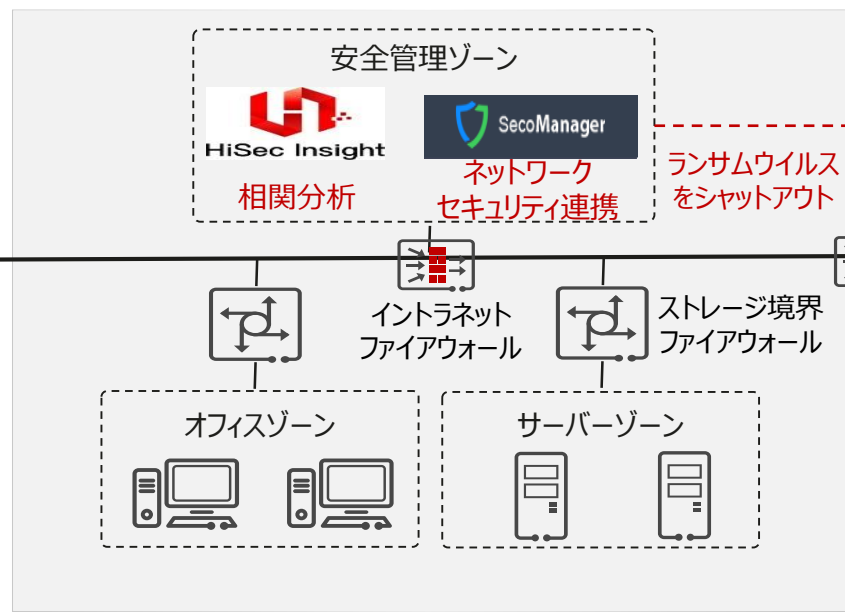 安全管理ゾーン
HiSec Insight
SecoManager
相関分析
ネットワーク
セキュリティ連携
ランサムウイルス
をシャットアウト
イントラネット
ファイアウォール
ストレージ境界
ファイアウォール
オフィスゾーン
サーバーゾーン